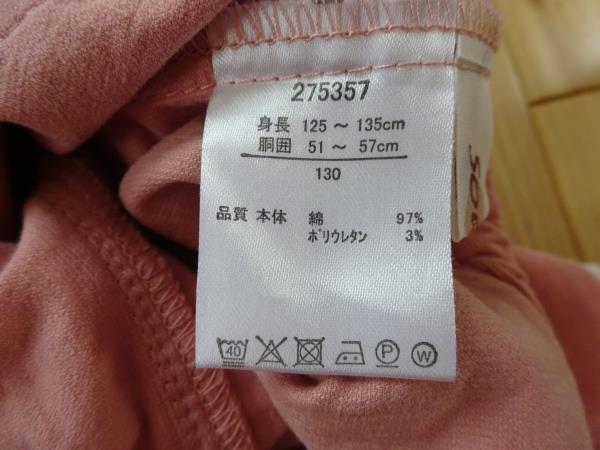 275357
身長 125 ～ 135cm
胴囲 51 ～ 57cm
130
品質 本体 綿 97%
ポリウレタン 3%
40
P W